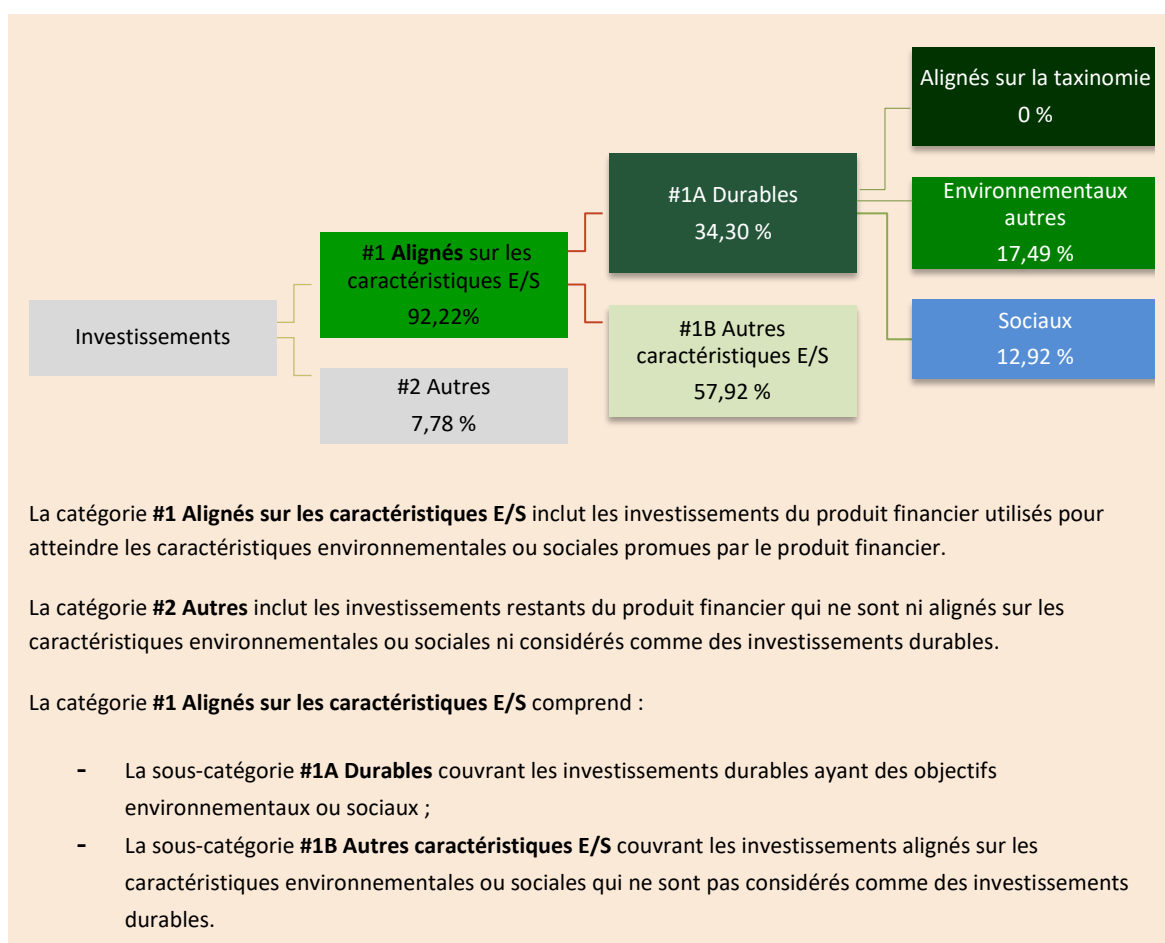 Investissements
#1 Alignés sur les
caractéristiques E/S
92,22%
#2 Autres
7,78 %
#1A Durables
34,30 %
#1B Autres
caractéristiques E/S
57,92 %
Alignés sur la taxinomie
0 %
Environnementaux
autres
17,49 %
Sociaux
12,92 %
La catégorie #1 Alignés sur les caractéristiques E/S inclut les investissements du produit financier utilisés pour
atteindre les caractéristiques environnementales ou sociales promues par le produit financier.
La catégorie #2 Autres inclut les investissements restants du produit financier qui ne sont ni alignés sur les
caractéristiques environnementales ou sociales ni considérés comme des investissements durables.
La catégorie #1 Alignés sur les caractéristiques E/S comprend :
- La sous-catégorie #1A Durables couvrant les investissements durables ayant des objectifs
environnementaux ou sociaux ;
- La sous-catégorie #1B Autres caractéristiques E/S couvrant les investissements alignés sur les
caractéristiques environnementales ou sociales qui ne sont pas considérés comme des investissements
durables.